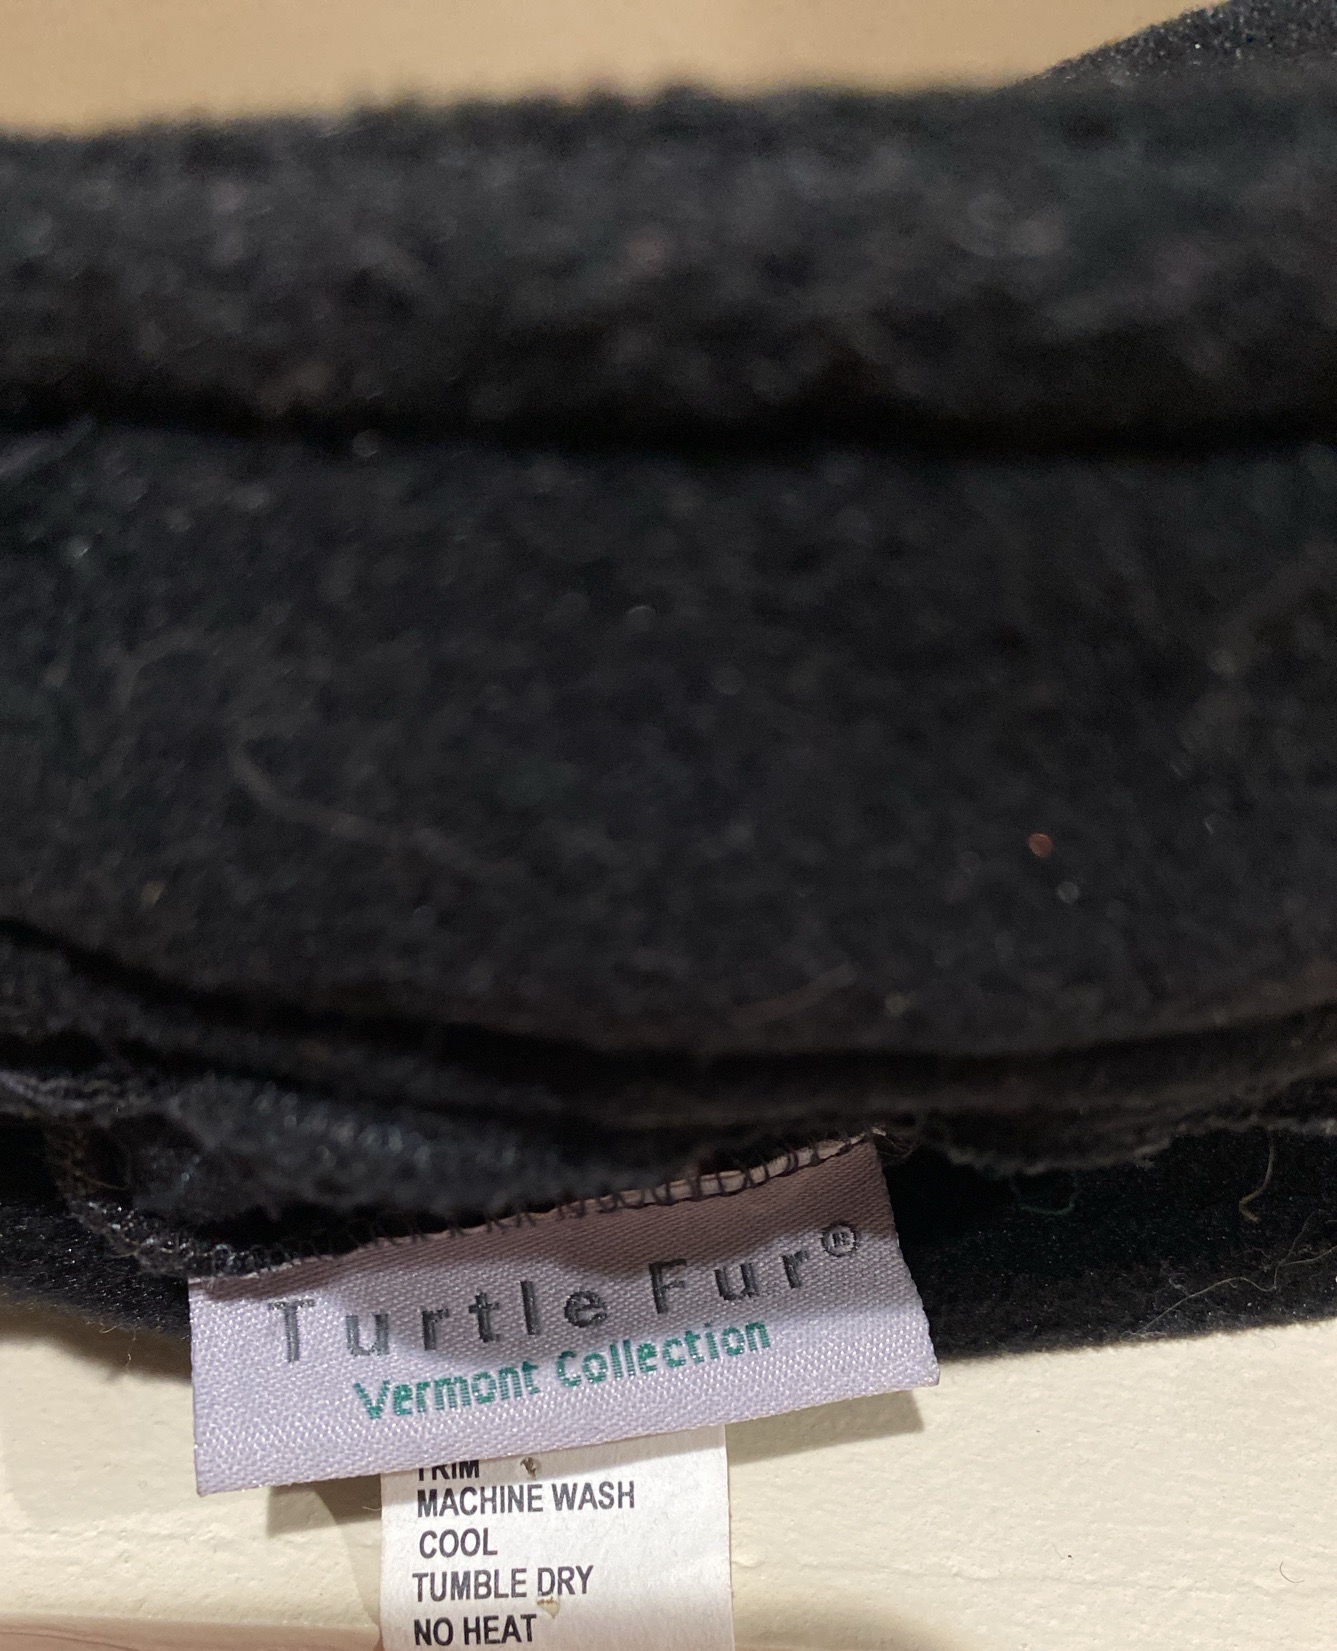 Turtle Fur®
Vermont Collection
TRIM
MACHINE WASH
COOL
TUMBLE DRY
NO HEAT